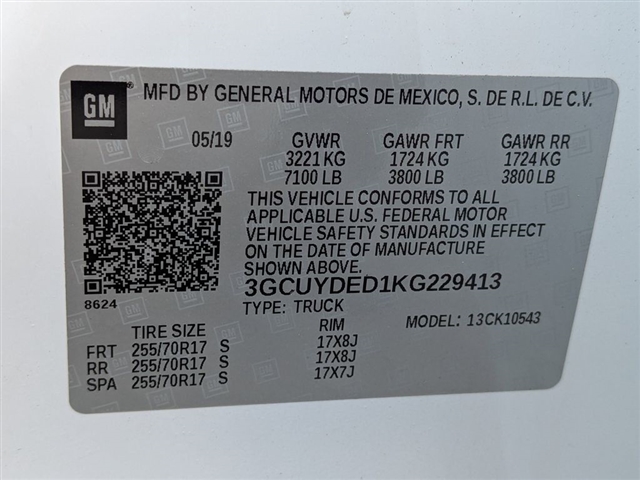 GM
MFD BY GENERAL MOTORS DE MEXICO, S. DE R.L. DE C.V.
05/19 GVWR GAWR FRT GAWR RR
3221 KG 1724 KG 1724 KG
7100 LB 3800 LB 3800 LB
THIS VEHICLE CONFORMS TO ALL
APPLICABLE U.S. FEDERAL MOTOR
VEHICLE SAFETY STANDARDS IN EFFECT
ON THE DATE OF MANUFACTURE
SHOWN ABOVE.
3GCUYDED1KG229413
8624
TYPE: TRUCK MODEL: 13CK10543
TIRE SIZE RIM
FRT 255/70R17 S 17X8J
RR 255/70R17 S 17X8J
SPA 255/70R17 S 17X7J